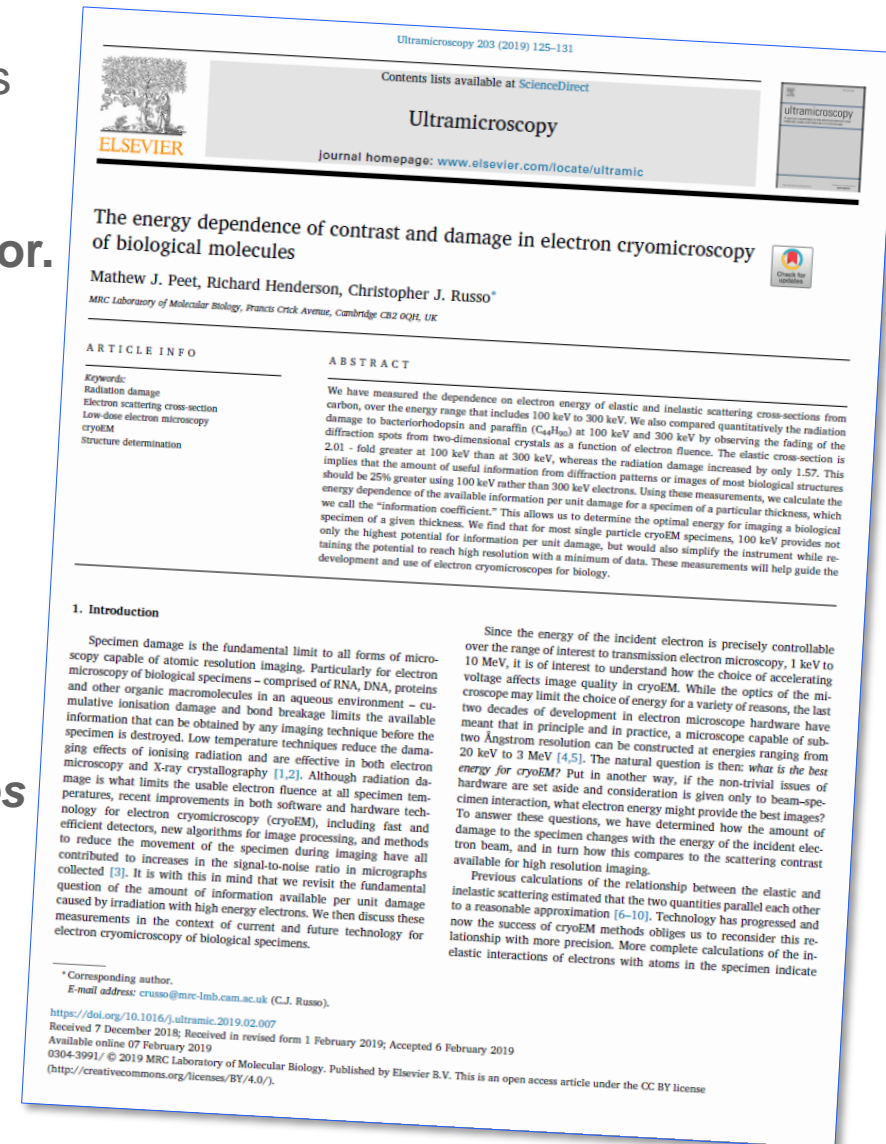 s
or.
os
Ultramicroscopy 203 (2019) 125–131
Contents lists available at ScienceDirect
Ultramicroscopy
journal homepage: www.elsevier.com/locate/ultramic
ELSEVIER
ultramicroscopy
Check for
updates
The energy dependence of contrast and damage in electron cryomicroscopy
of biological molecules
Mathew J. Peet, Richard Henderson, Christopher J. Russo*
MRC Laboratory of Molecular Biology, Francis Crick Avenue, Cambridge CB2 0QH, UK
ARTICLE INFO
Keywords:
Radiation damage
Electron scattering cross-section
Low-dose electron microscopy
cryoEM
Structure determination
ABSTRACT
We have measured the dependence on electron energy of elastic and inelastic scattering cross-sections from
carbon, over the energy range that includes 100 keV to 300 keV. We also compared quantitatively the radiation
damage to bacteriorhodopsin and paraffin (C₄₄H₉₀) at 100 keV and 300 keV by observing the fading of the
diffraction spots from two-dimensional crystals as a function of electron fluence. The elastic cross-section is
2.01 - fold greater at 100 keV than at 300 keV, whereas the radiation damage increased by only 1.57. This
implies that the amount of useful information from diffraction patterns or images of most biological structures
should be 25% greater using 100 keV rather than 300 keV electrons. Using these measurements, we calculate the
energy dependence of the available information per unit damage for a specimen of a particular thickness, which
we call the “information coefficient.” This allows us to determine the optimal energy for imaging a biological
specimen of a given thickness. We find that for most single particle cryoEM specimens, 100 keV provides not
only the highest potential for information per unit damage, but would also simplify the instrument while re-
taining the potential to reach high resolution with a minimum of data. These measurements will help guide the
development and use of electron cryomicroscopes for biology.
1. Introduction
Specimen damage is the fundamental limit to all forms of micro-
scopy capable of atomic resolution imaging. Particularly for electron
microscopy of biological specimens – comprised of RNA, DNA, proteins
and other organic macromolecules in an aqueous environment – cu-
mulative ionisation damage and bond breakage limits the available
information that can be obtained by any imaging technique before the
specimen is destroyed. Low temperature techniques reduce the dama-
ging effects of ionising radiation and are effective in both electron
microscopy and X-ray crystallography [1,2]. Although radiation da-
mage is what limits the usable electron fluence at all specimen tem-
peratures, recent improvements in both software and hardware tech-
nology for electron cryomicroscopy (cryoEM), including fast and
efficient detectors, new algorithms for image processing, and methods
to reduce the movement of the specimen during imaging have all
contributed to increases in the signal-to-noise ratio in micrographs
collected [3]. It is with this in mind that we revisit the fundamental
question of the amount of information available per unit damage
caused by irradiation with high energy electrons. We then discuss these
measurements in the context of current and future technology for
electron cryomicroscopy of biological specimens.
Since the energy of the incident electron is precisely controllable
over the range of interest to transmission electron microscopy, 1 keV to
10 MeV, it is of interest to understand how the choice of accelerating
voltage affects image quality in cryoEM. While the optics of the mi-
croscope may limit the choice of energy for a variety of reasons, the last
two decades of development in electron microscope hardware have
meant that in principle and in practice, a microscope capable of sub-
two Ångstrom resolution can be constructed at energies ranging from
20 keV to 3 MeV [4,5]. The natural question is then: what is the best
energy for cryoEM? Put in another way, if the non-trivial issues of
hardware are set aside and consideration is given only to beam–spe-
cimen interaction, what electron energy might provide the best images?
To answer these questions, we have determined how the amount of
damage to the specimen changes with the energy of the incident elec-
tron beam, and in turn how this compares to the scattering contrast
available for high resolution imaging.
Previous calculations of the relationship between the elastic and
inelastic scattering estimated that the two quantities parallel each other
to a reasonable approximation [6–10]. Technology has progressed and
now the success of cryoEM methods obliges us to reconsider this re-
lationship with more precision. More complete calculations of the in-
elastic interactions of electrons with atoms in the specimen indicate
* Corresponding author.
E-mail address: crusso@mrc-lmb.cam.ac.uk (C.J. Russo).
https://doi.org/10.1016/j.ultramic.2019.02.007
Received 7 December 2018; Received in revised form 1 February 2019; Accepted 6 February 2019
Available online 07 February 2019
0304-3991/ © 2019 MRC Laboratory of Molecular Biology. Published by Elsevier B.V. This is an open access article under the CC BY license
(http://creativecommons.org/licenses/BY/4.0/).